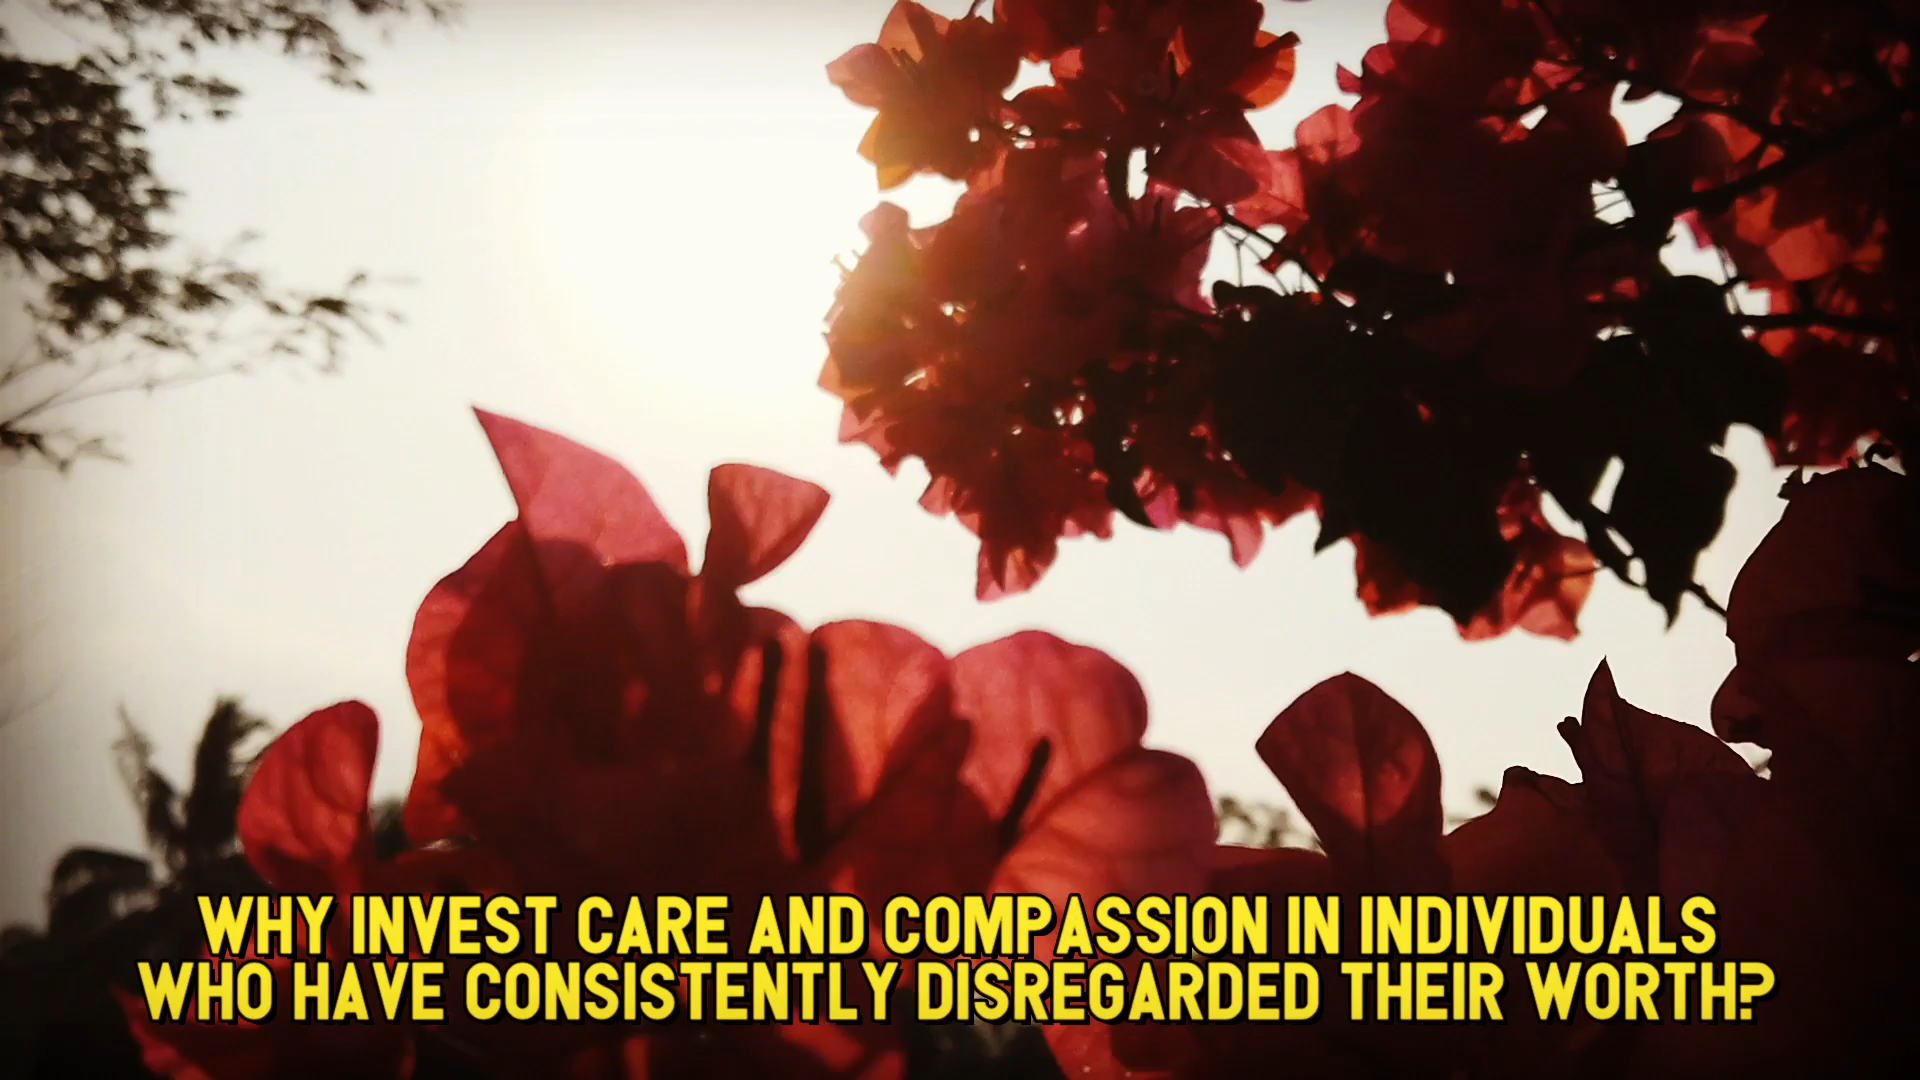 WHY INVEST CARE AND COMPASSION IN INDIVIDUALS
WHO HAVE CONSISTENTLY DISREGARDED THEIR WORTH?